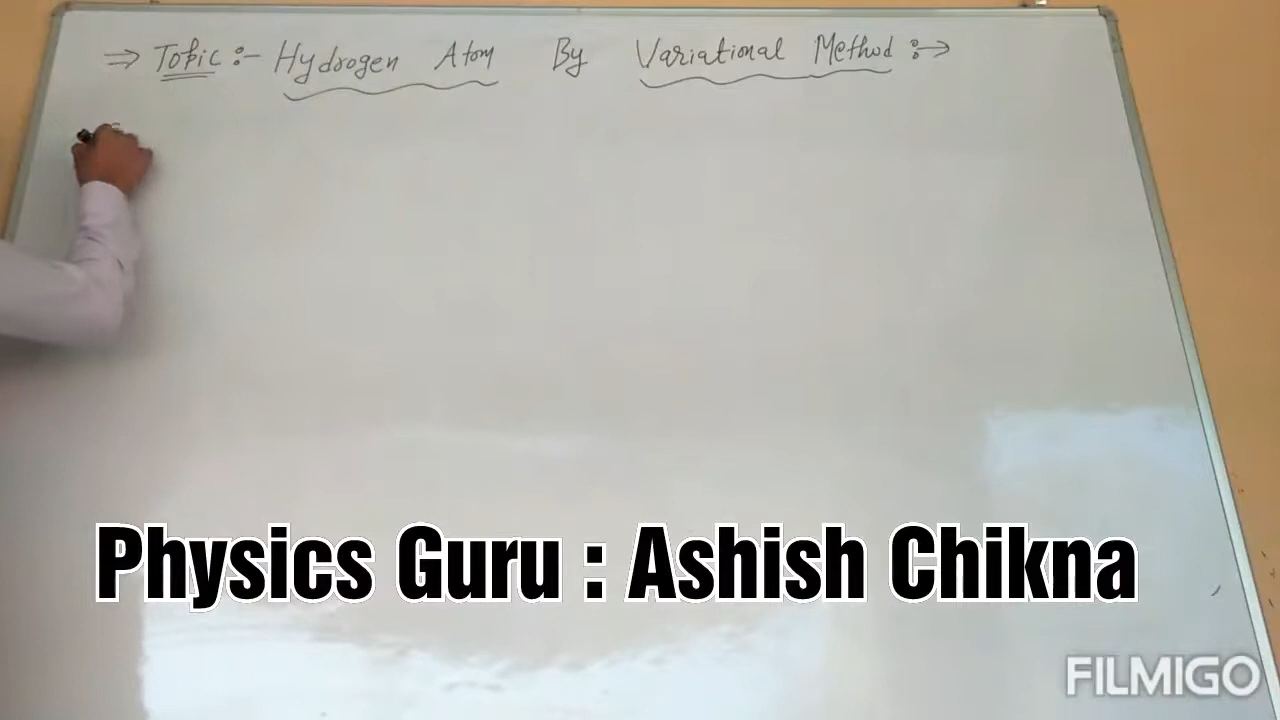 ⇒ Topic :- Hydrogen Atom By Variational Method :→
Physics Guru : Ashish Chikna
FILMIGO